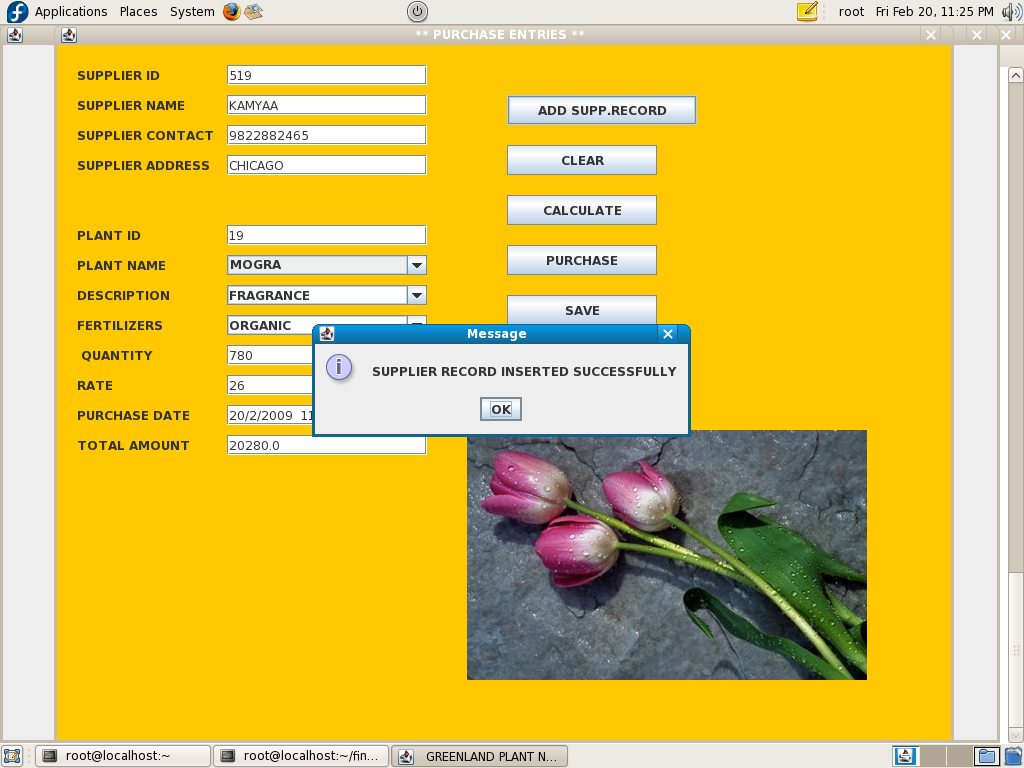 Applications Places System root Fri Feb 20, 11:25 PM
** PURCHASE ENTRIES **
SUPPLIER ID 519
SUPPLIER NAME KAMYAA
ADD SUPP.RECORD
SUPPLIER CONTACT 9822882465
SUPPLIER ADDRESS CHICAGO
CLEAR
CALCULATE
PLANT ID 19
PLANT NAME MOGRA
PURCHASE
DESCRIPTION FRAGRANCE
SAVE
FERTILIZERS ORGANIC
Message
QUANTITY 780
SUPPLIER RECORD INSERTED SUCCESSFULLY
RATE 26
OK
PURCHASE DATE 20/2/2009 11
TOTAL AMOUNT 20280.0
root@localhost:~ root@localhost:~/fin... GREENLAND PLANT N...